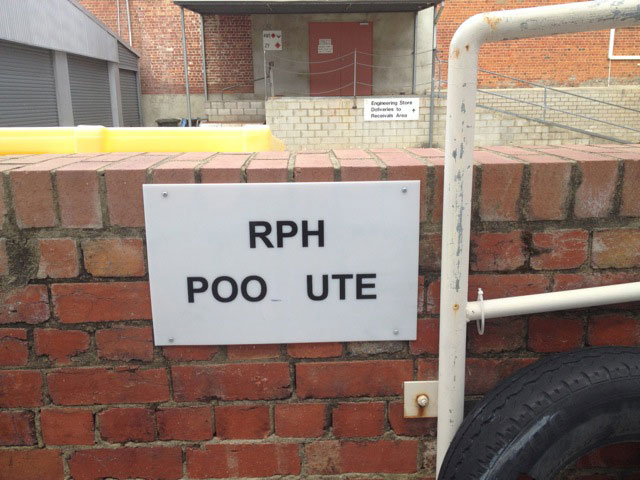 Engineering Store
Deliveries to
Receivals Area
RPH
POO UTE